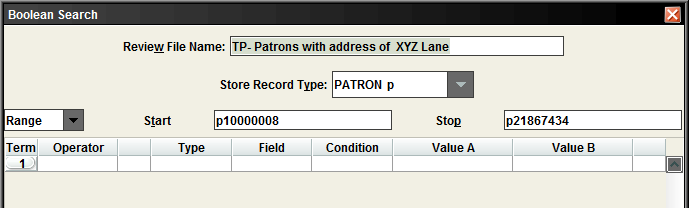 Boolean Search
Review File Name: TP- Patrons with address of XYZ Lane
Store Record Type: PATRON p
Range Start p10000008 Stop p21867434
Term Operator Type Field Condition Value A Value B
1